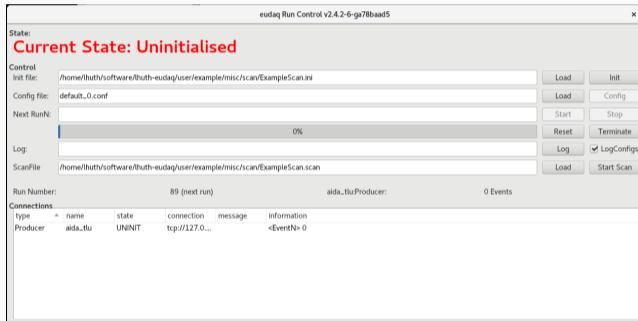 eudaq Run Control v2.4.2-6-ga78baad5
State:
Current State: Uninitialised
Control
Init file: /home/lhuth/software/lhuth-eudaq/user/example/misc/scan/ExampleScan.ini Load Init
Config file: default_0.conf Load Config
Next RunN: Start Stop
0% Reset Terminate
Log: Log LogConfigs
ScanFile /home/lhuth/software/lhuth-eudaq/user/example/misc/scan/ExampleScan.scan Load Start Scan
Run Number: 89 (next run) aida_tlu:Producer: 0 Events
Connections
type name state connection message information
Producer aida_tlu UNINIT tcp://127.0... <EventN> 0